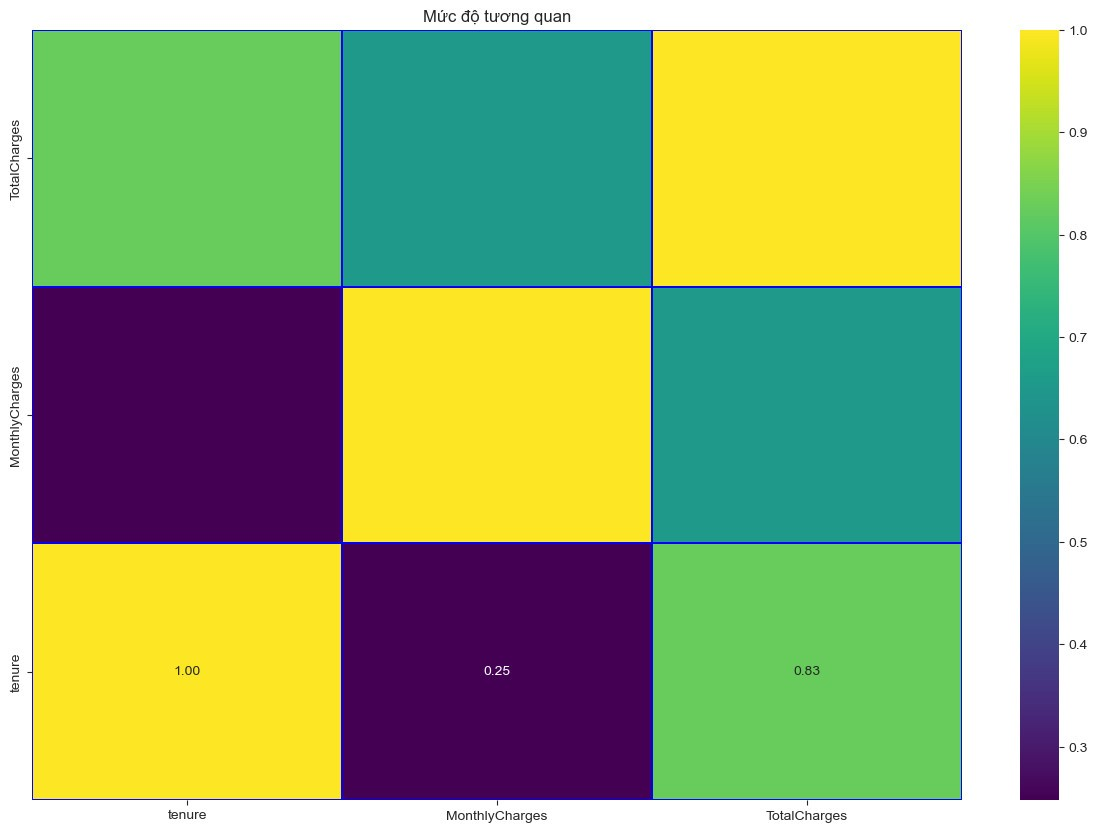 Mức độ tương quan
TotalCharges
MonthlyCharges
tenure
1.00
0.25
0.83
tenure
MonthlyCharges
TotalCharges
1.0
0.9
0.8
0.7
0.6
0.5
0.4
0.3